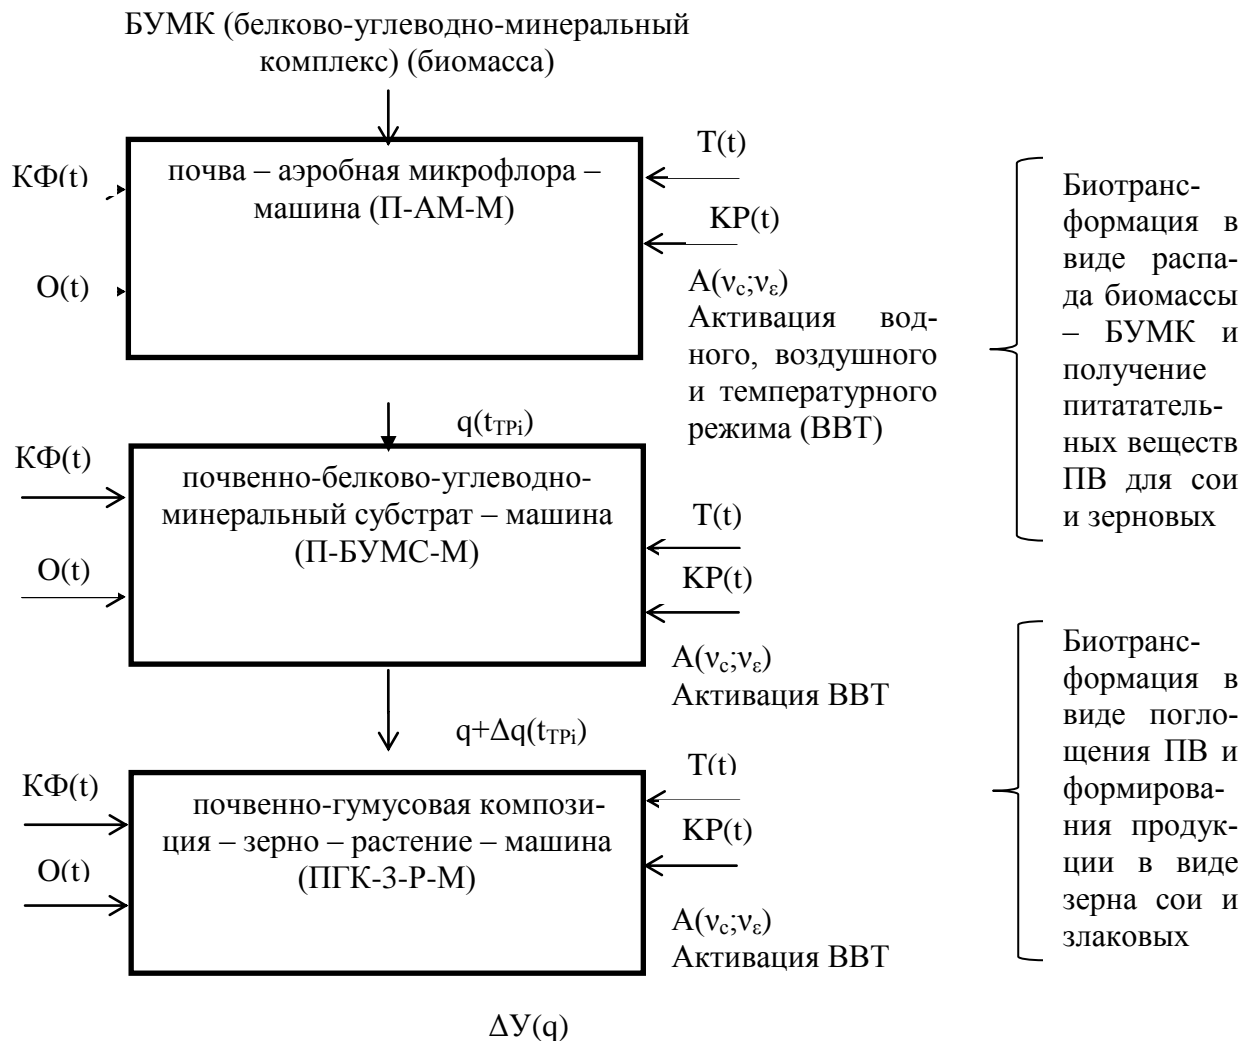 БУМК (белково-углеводно-минеральный
комплекс) (биомасса)
КФ(t)
O(t)
почва – аэробная микрофлора –
машина (П-АМ-М)
T(t)
KP(t)
A(νc;νε)
Активация вод-
ного, воздушного
и температурного
режима (ВВТ)
q(tTPi)
КФ(t)
O(t)
почвенно-белково-углеводно-
минеральный субстрат – машина
(П-БУМС-М)
T(t)
KP(t)
A(νc;νε)
Активация ВВТ
q+Δq(tTPi)
КФ(t)
O(t)
почвенно-гумусовая компози-
ция – зерно – растение – машина
(ПГК-З-Р-М)
T(t)
KP(t)
A(νc;νε)
Активация ВВТ
ΔУ(q)
Биотранс-
формация в
виде распа-
да биомассы
– БУМК и
получение
питататель-
ных веществ
ПВ для сои
и зерновых
Биотранс-
формация в
виде погло-
щения ПВ и
формирова-
ния продук-
ции в виде
зерна сои и
злаковых